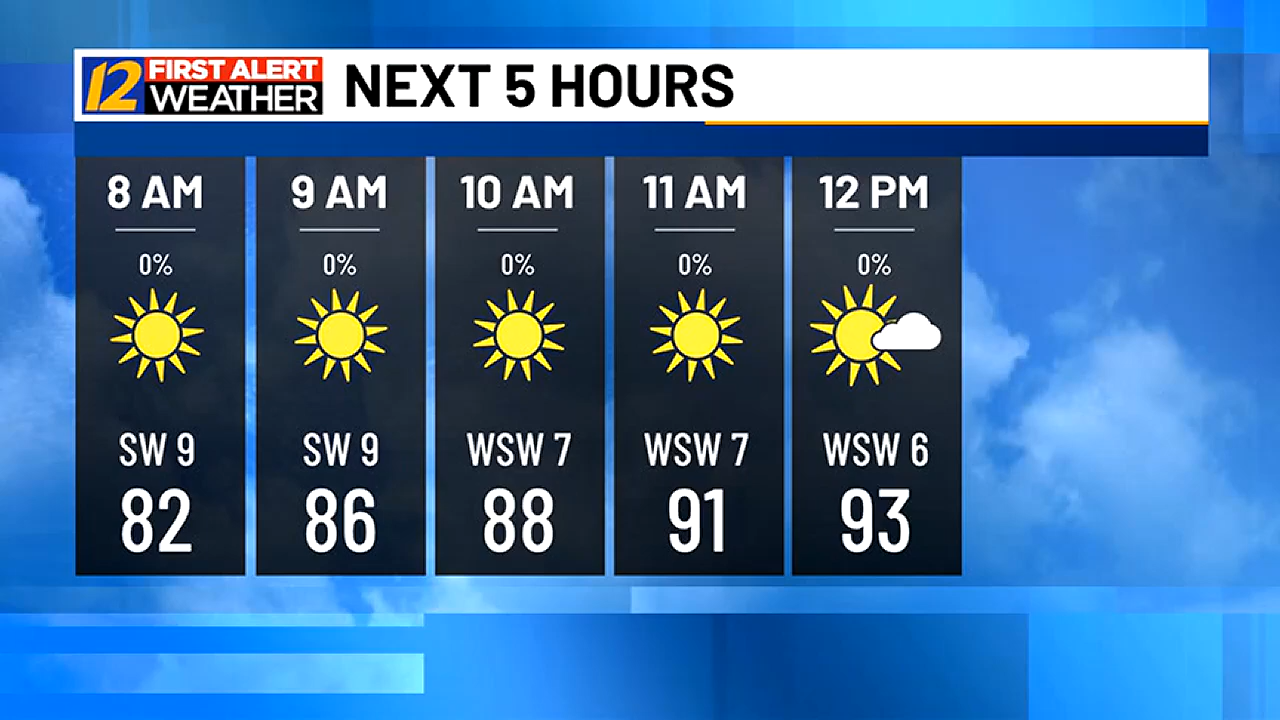 12 FIRST ALERT WEATHER
NEXT 5 HOURS
8 AM
0%
SW 9
82
9 AM
0%
SW 9
86
10 AM
0%
WSW 7
88
11 AM
0%
WSW 7
91
12 PM
0%
WSW 6
93